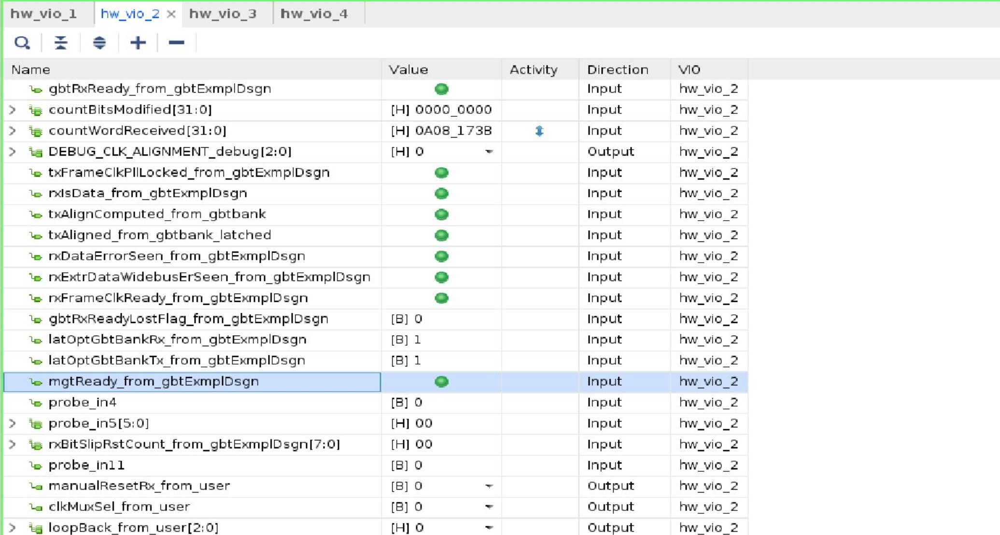 hw_vio_1 hw_vio_2 × hw_vio_3 hw_vio_4
Name Value Activity Direction VIO
gbtRxReady_from_gbtExmplDsgn Input hw_vio_2
countBitsModified[31:0] [H] 0000_0000 Input hw_vio_2
countWordReceived[31:0] [H] 0A08_173B Input hw_vio_2
DEBUG_CLK_ALIGNMENT_debug[2:0] [H] 0 Output hw_vio_2
txFrameClkPllLocked_from_gbtExmplDsgn Input hw_vio_2
rxIsData_from_gbtExmplDsgn Input hw_vio_2
txAlignComputed_from_gbtbank Input hw_vio_2
txAligned_from_gbtbank_latched Input hw_vio_2
rxDataErrorSeen_from_gbtExmplDsgn Input hw_vio_2
rxExtrDataWidebusErSeen_from_gbtExmplDsgn Input hw_vio_2
rxFrameClkReady_from_gbtExmplDsgn Input hw_vio_2
gbtRxReadyLostFlag_from_gbtExmplDsgn [B] 0 Input hw_vio_2
latOptGbtBankRx_from_gbtExmplDsgn [B] 1 Input hw_vio_2
latOptGbtBankTx_from_gbtExmplDsgn [B] 1 Input hw_vio_2
mgtReady_from_gbtExmplDsgn Input hw_vio_2
probe_in4 [B] 0 Input hw_vio_2
probe_in5[5:0] [H] 00 Input hw_vio_2
rxBitSlipRstCount_from_gbtExmplDsgn[7:0] [H] 00 Input hw_vio_2
probe_in11 [B] 0 Input hw_vio_2
manualResetRx_from_user [B] 0 Output hw_vio_2
clkMuxSel_from_user [B] 0 Output hw_vio_2
loopBack_from_user[2:0] [H] 0 Output hw_vio_2